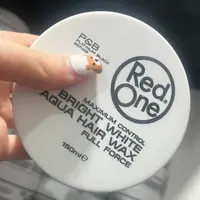 P&B
Red
One
MAXIMUM CONTROL
BRIGHT WHITE
AQUA HAIR WAX
FULL FORCE
150ml e